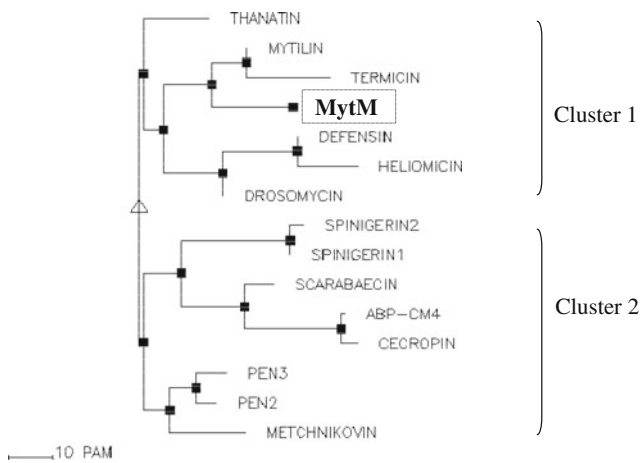 THANATIN
MYTILIN
TERMICIN
MytM
DEFENSIN
HELIOMICIN
DROSOMYCIN
Cluster 1
SPINIGERIN2
SPINIGERIN1
SCARABAECIN
ABP-CM4
CECROPIN
Cluster 2
PEN3
PEN2
METCHNIKOVIN
10 PAM